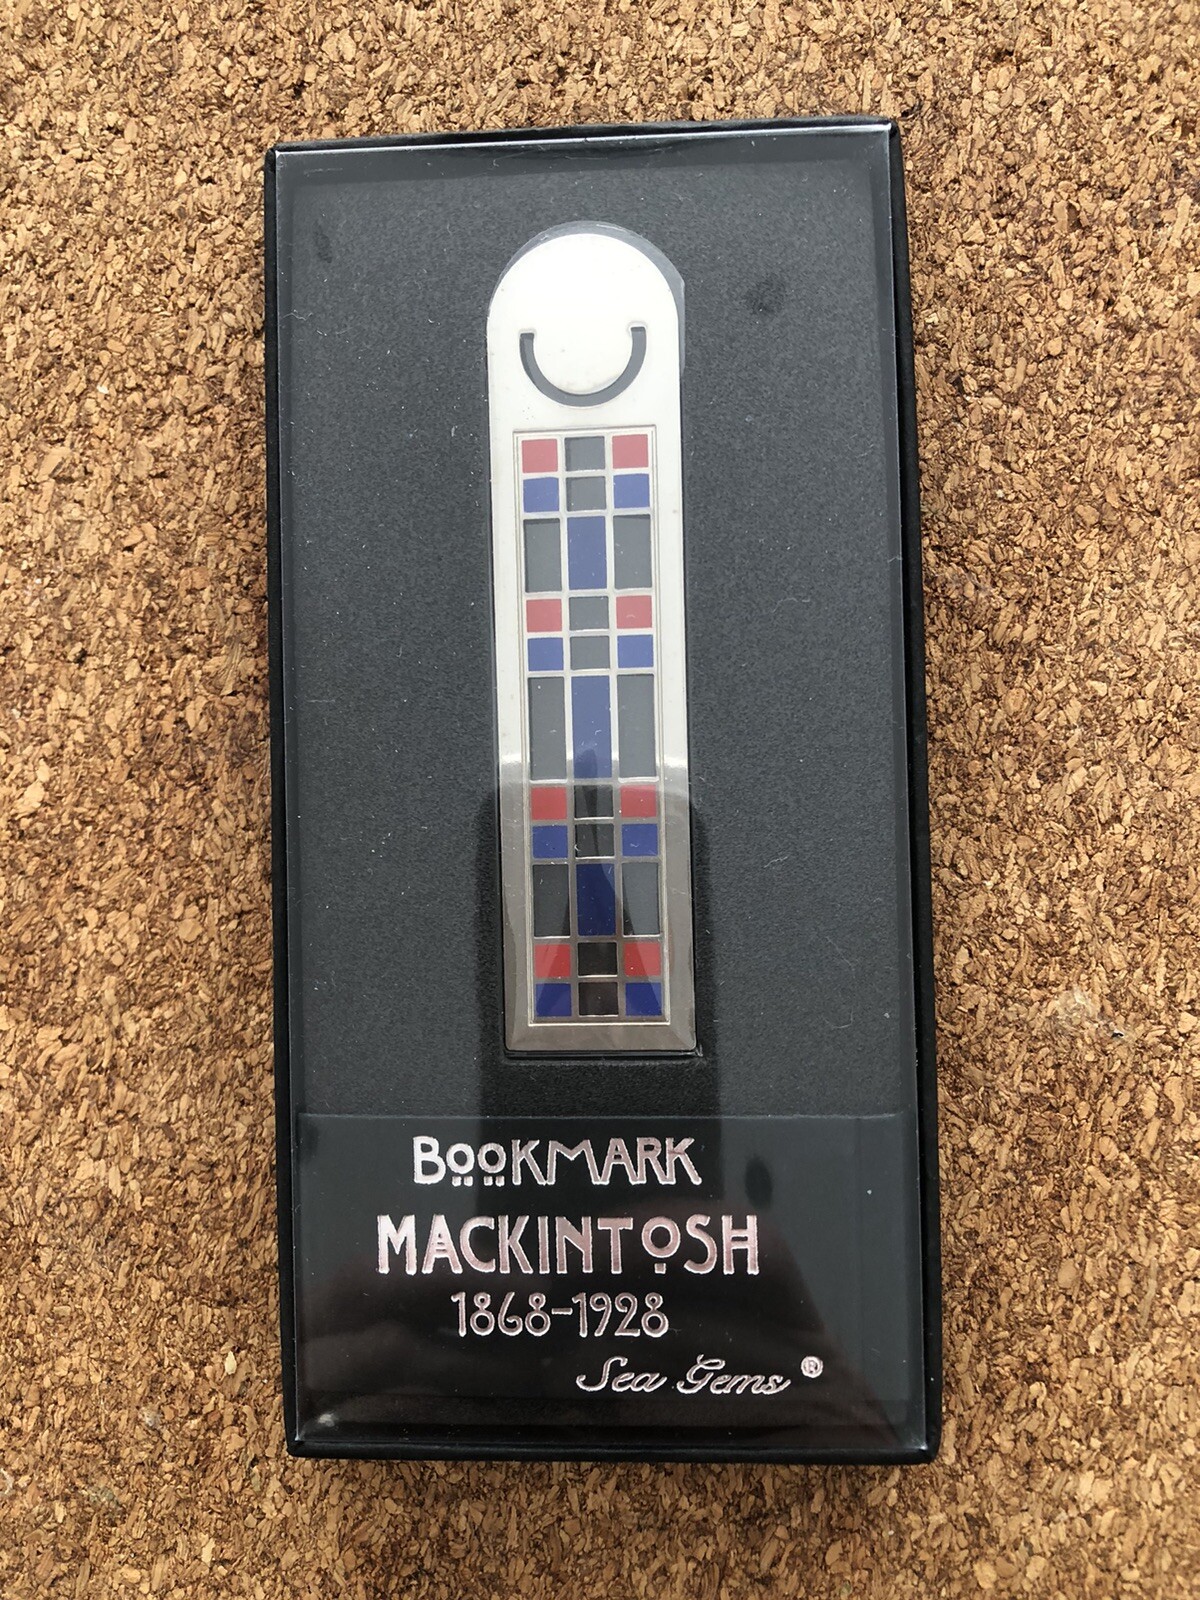 BOOKMARK
MACKINTOSH
1868-1928
Sea Gems ®